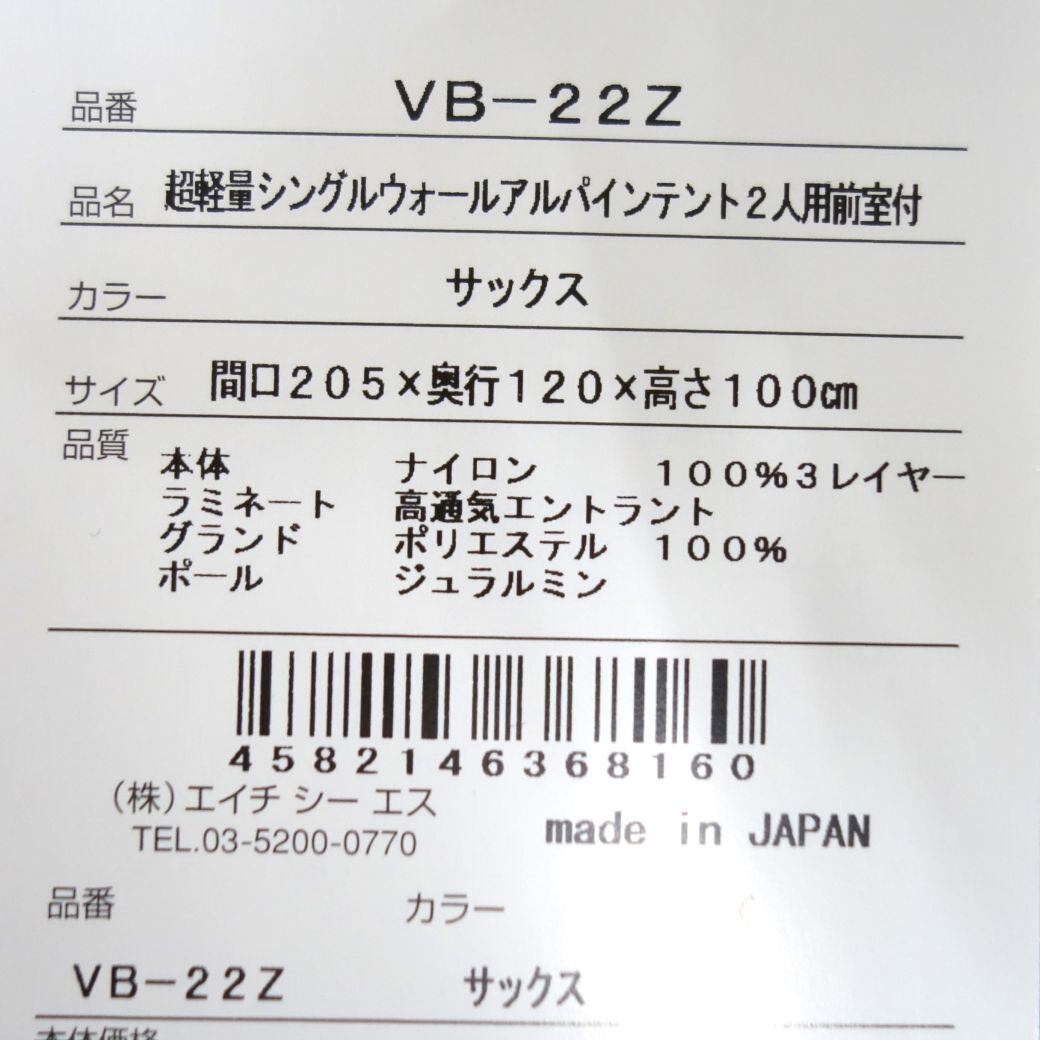 品番 VB-22Z
品名 超軽量シングルウォールアルパインテント2人用前室付
カラー サックス
サイズ 間口205×奥行120×高さ100cm
品質
本体 ナイロン 100%3レイヤー
ラミネート 高通気エントラント
グランド ポリエステル 100%
ポール ジュラルミン
4582146368160
(株)エイチ シー エス
TEL.03-5200-0770
made in JAPAN
品番 カラー
VB-22Z サックス
本体価格